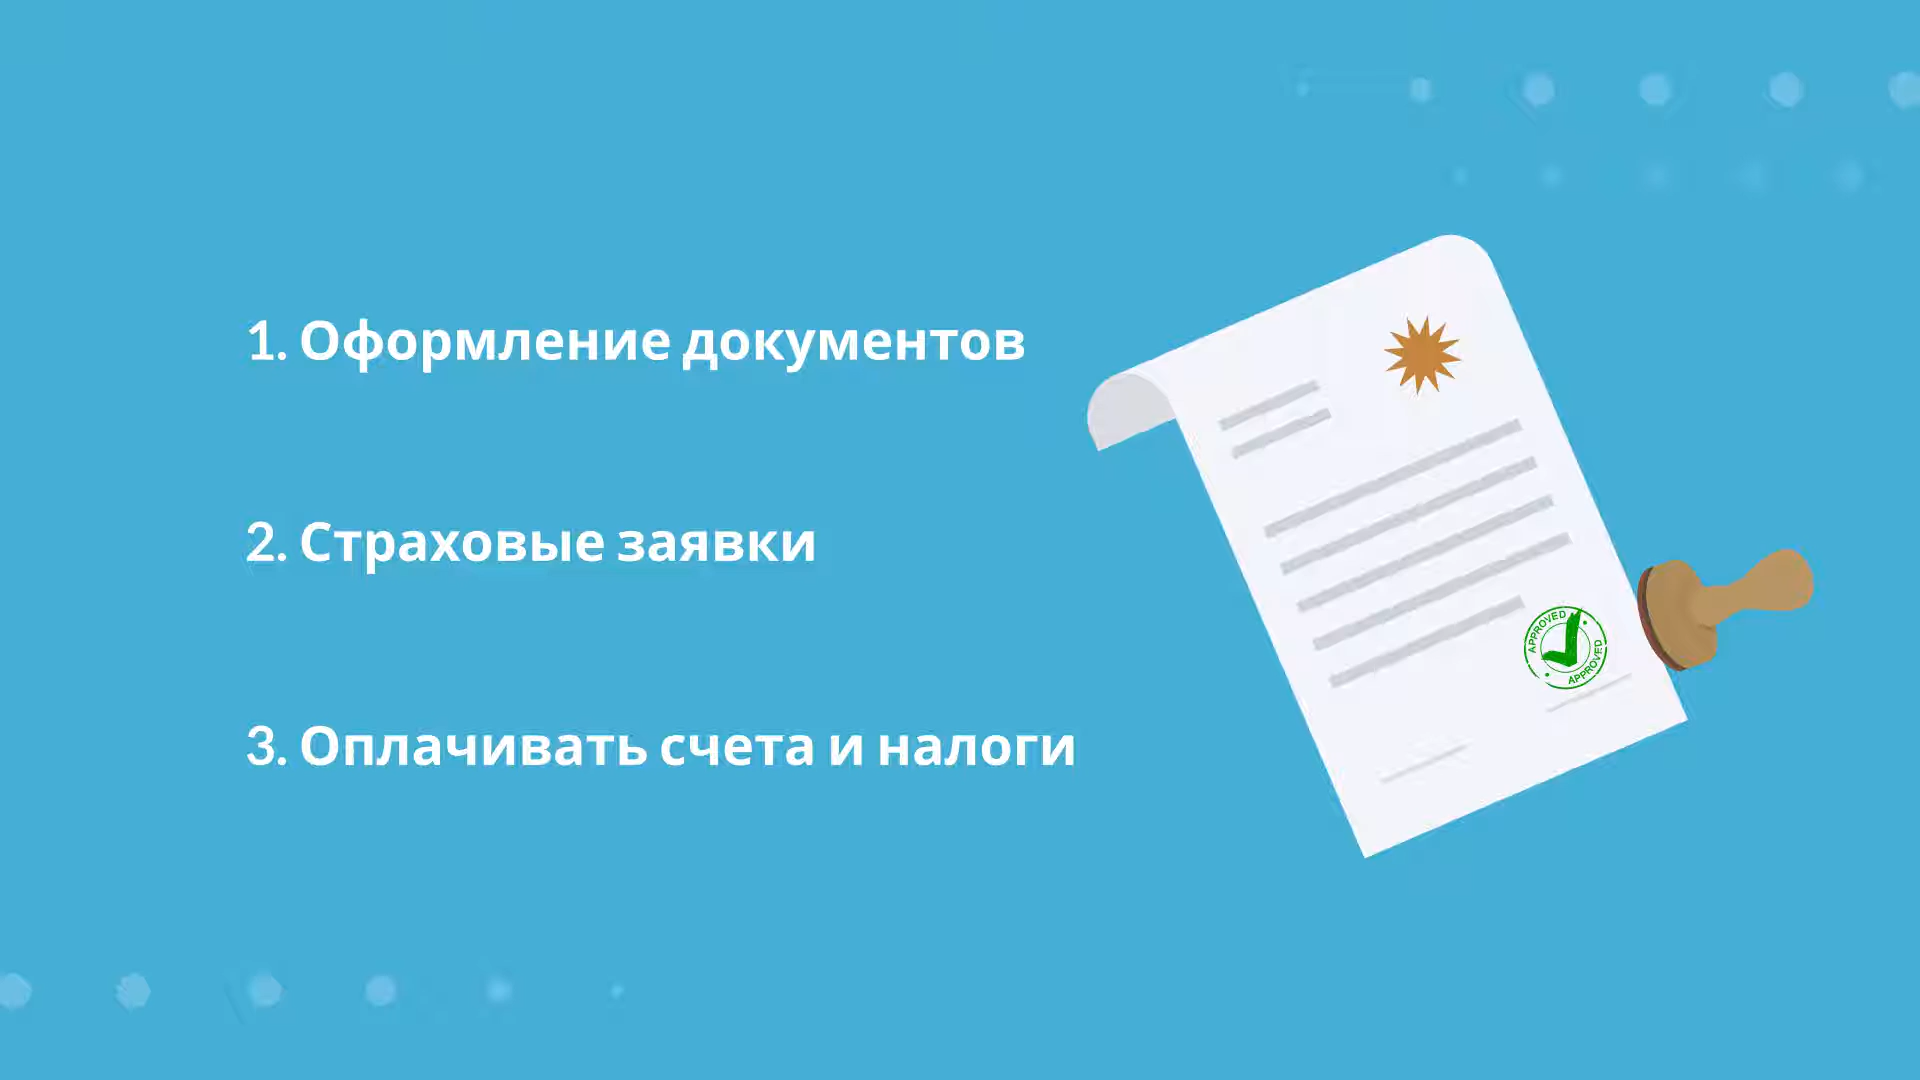 1. Оформление документов
2. Страховые заявки
3. Оплачивать счета и налоги
APPROVED
APPROVED